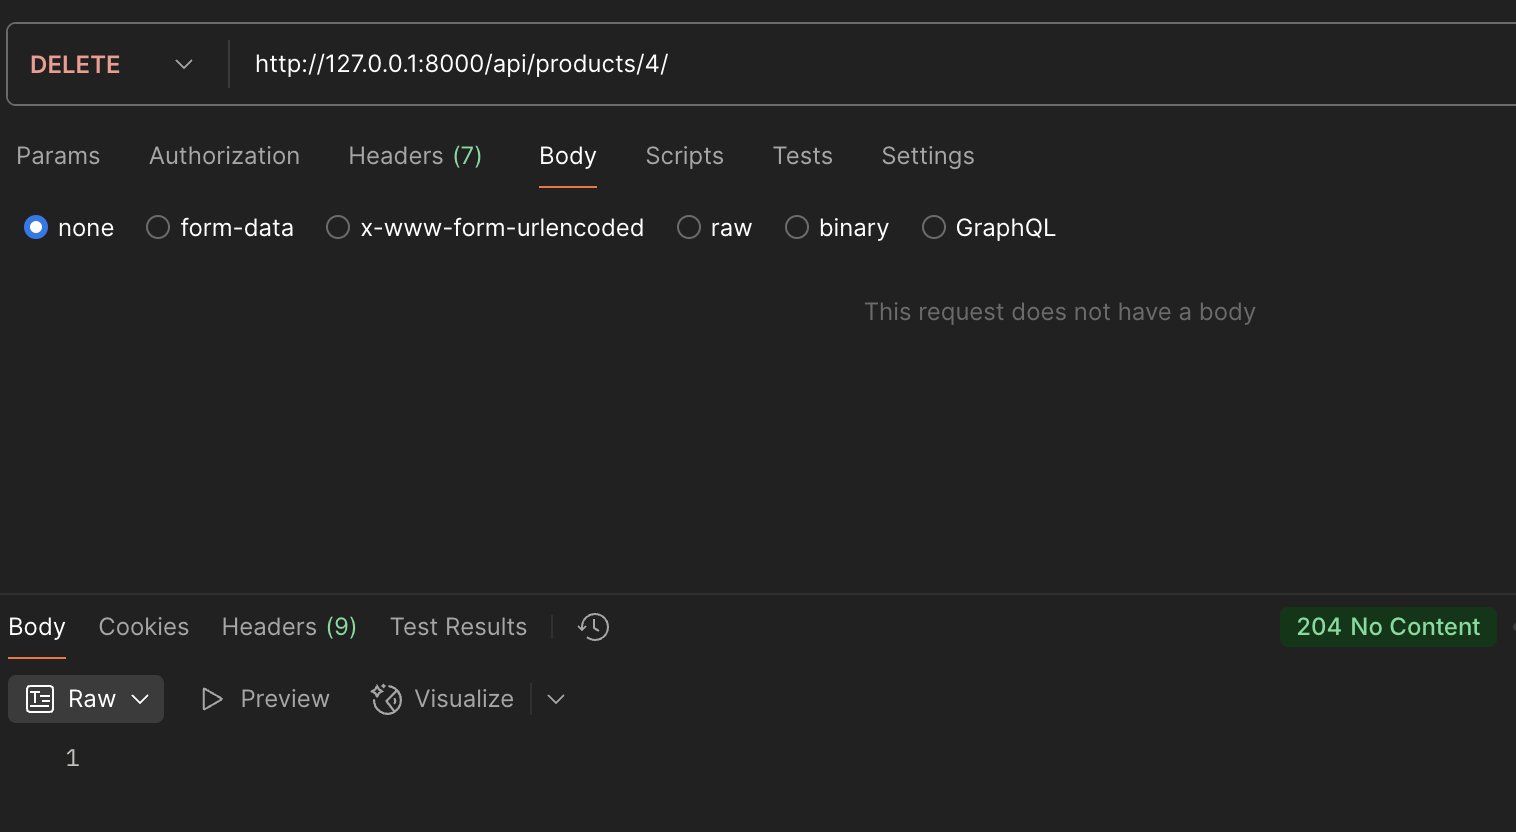 DELETE http://127.0.0.1:8000/api/products/4/
Params Authorization Headers (7) Body Scripts Tests Settings
none form-data x-www-form-urlencoded raw binary GraphQL
This request does not have a body
Body Cookies Headers (9) Test Results 204 No Content
Raw Preview Visualize
1